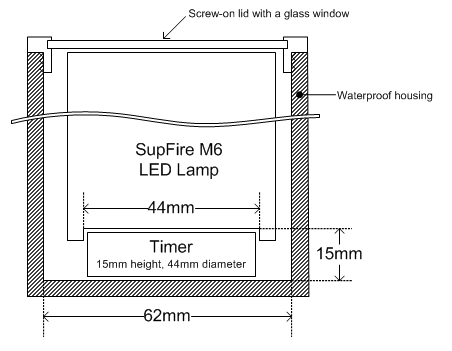 Screw-on lid with a glass window
Waterproof housing
SupFire M6
LED Lamp
44mm
Timer
15mm height, 44mm diameter
15mm
62mm